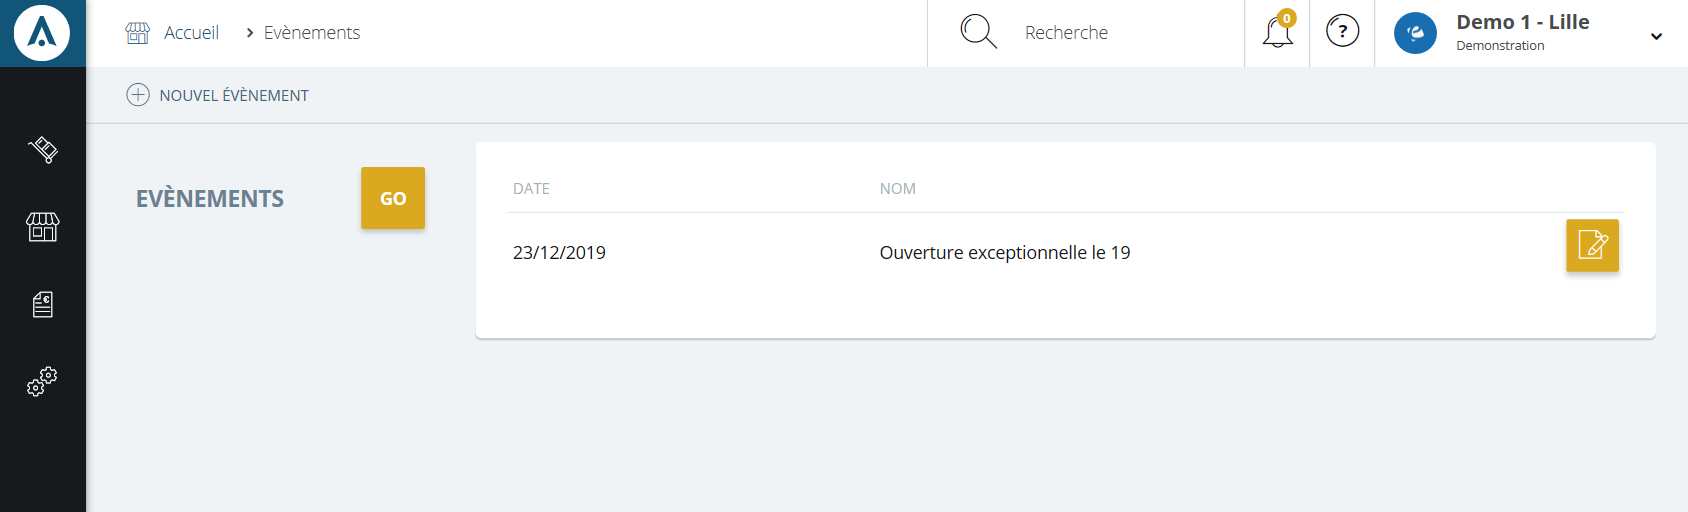 Accueil > Evènements
Recherche
0
?
Demo 1 - Lille
Demonstration
NOUVEL ÉVÈNEMENT
EVÈNEMENTS
GO
DATE NOM
23/12/2019 Ouverture exceptionnelle le 19